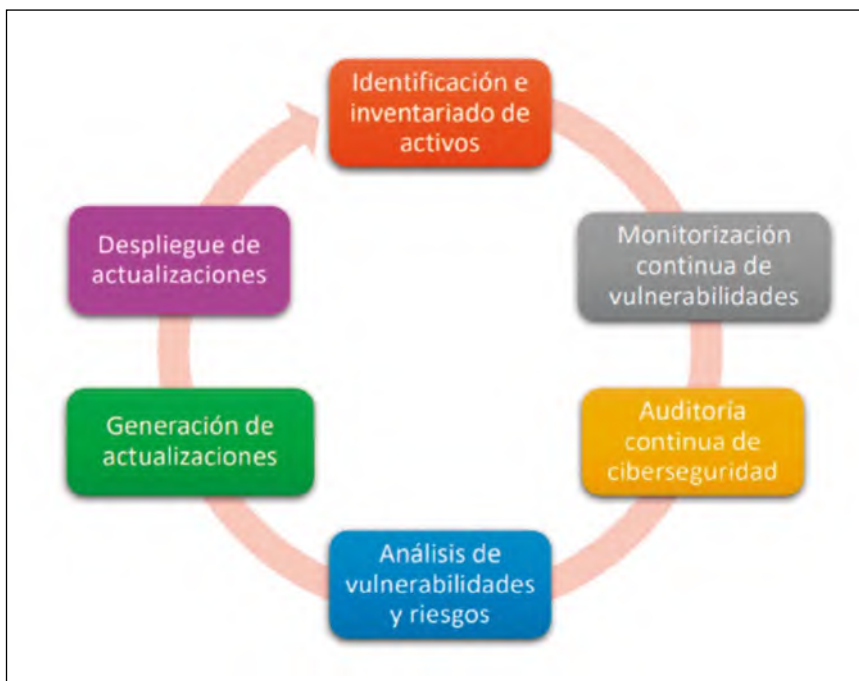 Identificación e
inventariado de
activos
Monitorización
continua de
vulnerabilidades
Auditoría
continua de
ciberseguridad
Análisis de
vulnerabilidades
y riesgos
Generación de
actualizaciones
Despliegue de
actualizaciones